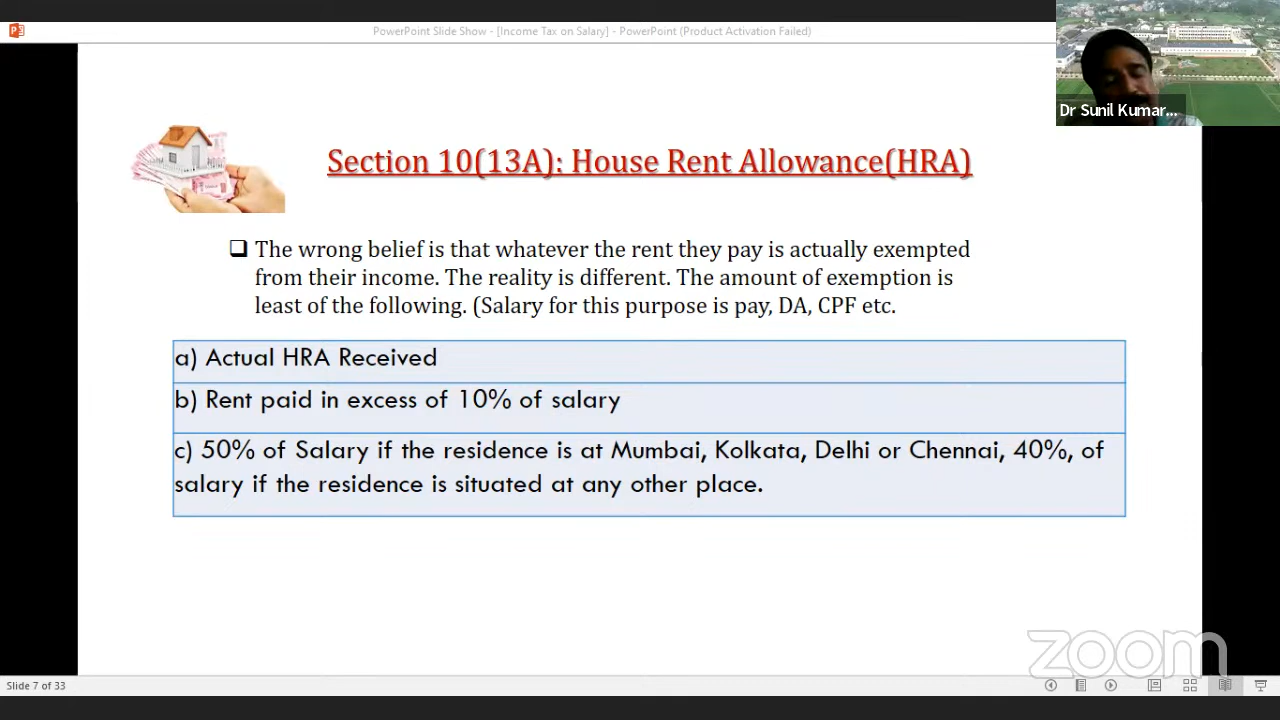 PowerPoint Slide Show - [Income Tax on Salary] - PowerPoint (Product Activation Failed)
Dr Sunil Kumar...
Section 10(13A): House Rent Allowance(HRA)
The wrong belief is that whatever the rent they pay is actually exempted
from their income. The reality is different. The amount of exemption is
least of the following. (Salary for this purpose is pay, DA, CPF etc.
a) Actual HRA Received
b) Rent paid in excess of 10% of salary
c) 50% of Salary if the residence is at Mumbai, Kolkata, Delhi or Chennai, 40%, of
salary if the residence is situated at any other place.
zoom
Slide 7 of 33